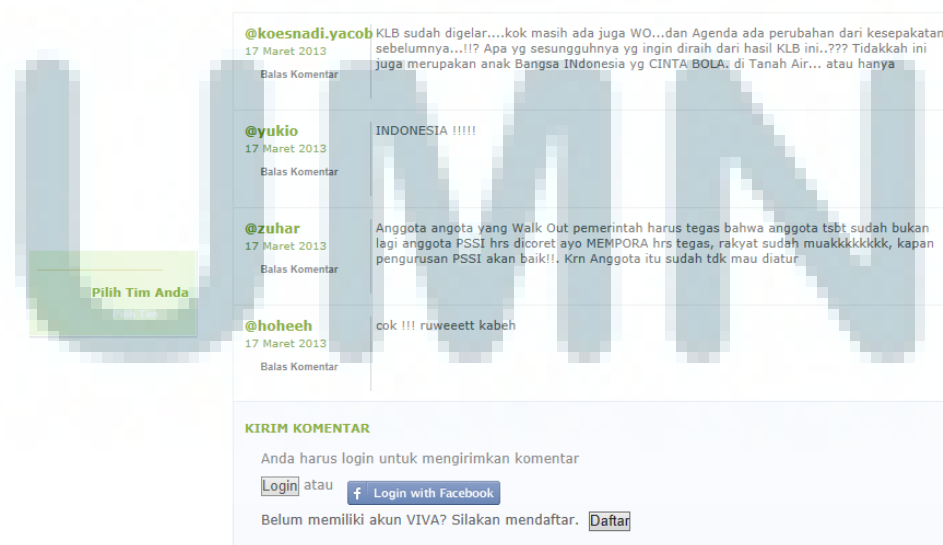 @koesnadi.yacob KLB sudah digelar....kok masih ada juga WO...dan Agenda ada perubahan dari kesepakatan
17 Maret 2013 sebelumnya...!!? Apa yg sesungguhnya yg ingin diraih dari hasil KLB ini..??? Tidakkah ini
juga merupakan anak Bangsa INdonesia yg CINTA BOLA. di Tanah Air... atau hanya
Balas Komentar
@yukio INDONESIA !!!!!
17 Maret 2013
Balas Komentar
@zuhar Anggota angota yang Walk Out pemerintah harus tegas bahwa anggota tsbt sudah bukan
17 Maret 2013 lagi anggota PSSI hrs dicoret ayo MEMPORA hrs tegas, rakyat sudah muakkkkkkkk, kapan
pengurusan PSSI akan baik!!. Krn Anggota itu sudah tdk mau diatur
Balas Komentar
Pilih Tim Anda
Pilih Tim
@hoheeh cok !!! ruweeett kabeh
17 Maret 2013
Balas Komentar
UMN
KIRIM KOMENTAR
Anda harus login untuk mengirimkan komentar
Login atau f Login with Facebook
Belum memiliki akun VIVA? Silakan mendaftar. Daftar